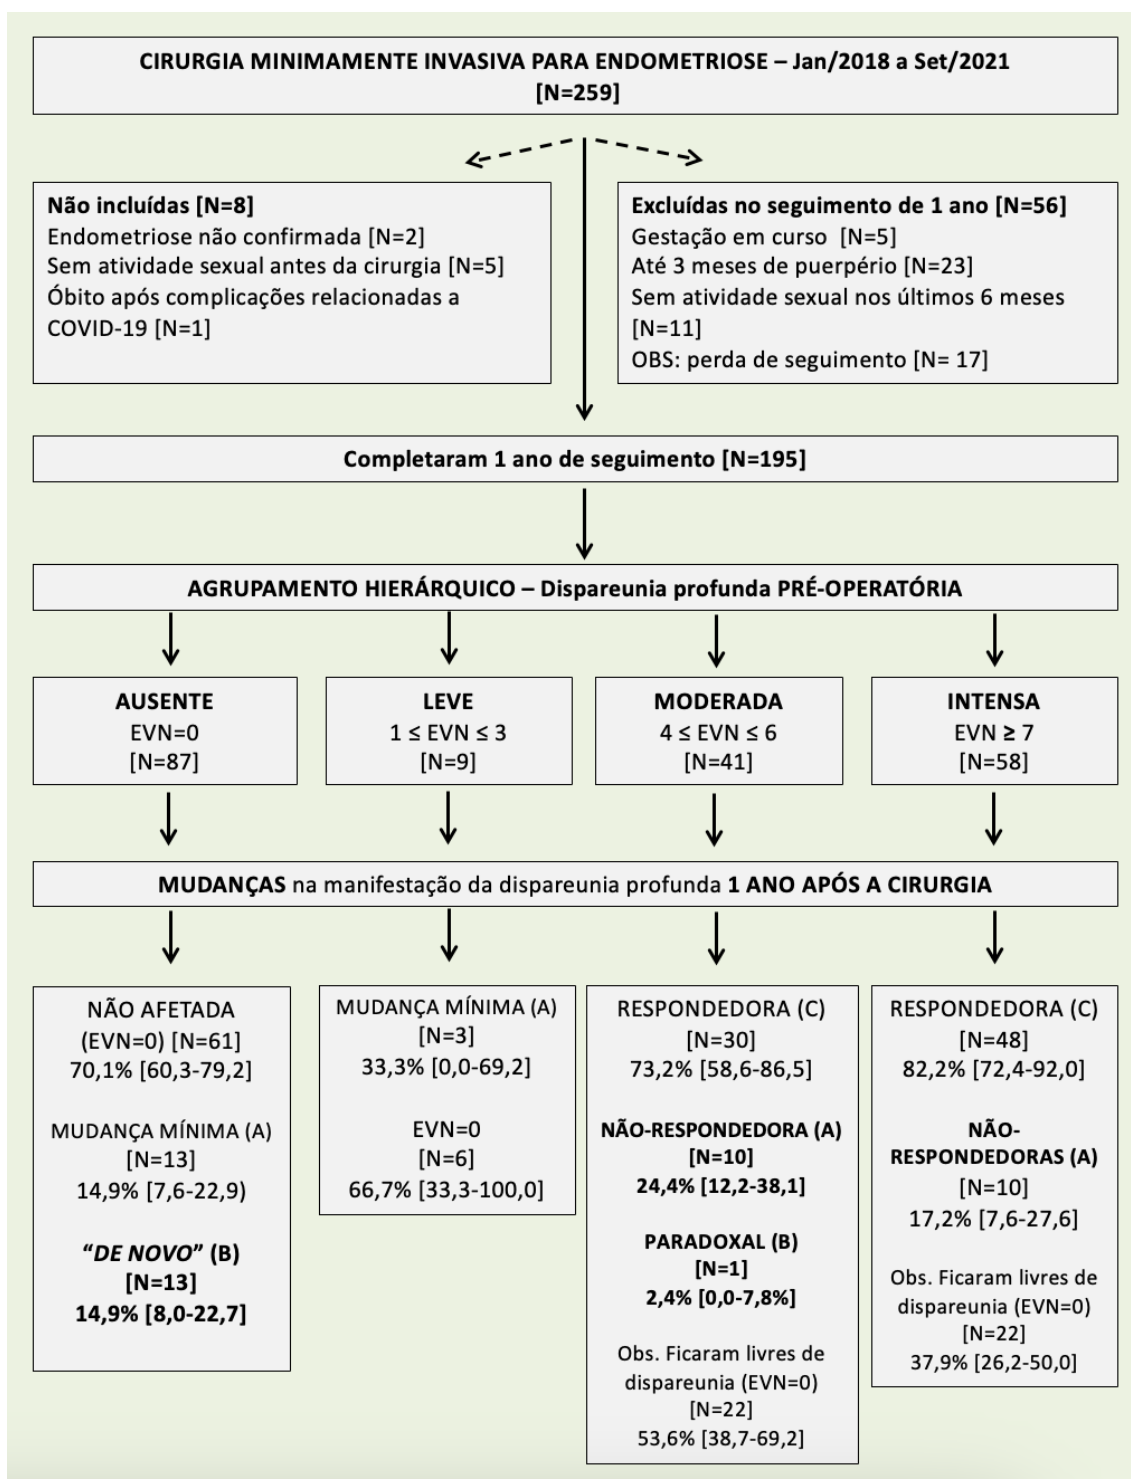 CIRURGIA MINIMAMENTE INVASIVA PARA ENDOMETRIOSE – Jan/2018 a Set/2021
[N=259]
Não incluídas [N=8]
Endometriose não confirmada [N=2]
Sem atividade sexual antes da cirurgia [N=5]
Óbito após complicações relacionadas a
COVID-19 [N=1]
Excluídas no seguimento de 1 ano [N=56]
Gestação em curso [N=5]
Até 3 meses de puerpério [N=23]
Sem atividade sexual nos últimos 6 meses
[N=11]
OBS: perda de seguimento [N= 17]
Completaram 1 ano de seguimento [N=195]
AGRUPAMENTO HIERÁRQUICO – Dispareunia profunda PRÉ-OPERATÓRIA
AUSENTE
EVN=0
[N=87]
LEVE
1 ≤ EVN ≤ 3
[N=9]
MODERADA
4 ≤ EVN ≤ 6
[N=41]
INTENSA
EVN ≥ 7
[N=58]
MUDANÇAS na manifestação da dispareunia profunda 1 ANO APÓS A CIRURGIA
NÃO AFETADA
(EVN=0) [N=61]
70,1% [60,3-79,2]
MUDANÇA MÍNIMA (A)
[N=13]
14,9% [7,6-22,9)
“DE NOVO” (B)
[N=13]
14,9% [8,0-22,7]
MUDANÇA MÍNIMA (A)
[N=3]
33,3% [0,0-69,2]
EVN=0
[N=6]
66,7% [33,3-100,0]
RESPONDEDORA (C)
[N=30]
73,2% [58,6-86,5]
NÃO-RESPONDEDORA (A)
[N=10]
24,4% [12,2-38,1]
PARADOXAL (B)
[N=1]
2,4% [0,0-7,8%]
Obs. Ficaram livres de
dispareunia (EVN=0)
[N=22]
53,6% [38,7-69,2]
RESPONDEDORA (C)
[N=48]
82,2% [72,4-92,0]
NÃO-
RESPONDEDORAS (A)
[N=10]
17,2% [7,6-27,6]
Obs. Ficaram livres de
dispareunia (EVN=0)
[N=22]
37,9% [26,2-50,0]